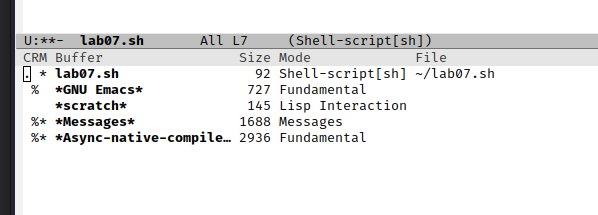 U:**-  lab07.sh       All L7     (Shell-script[sh])
CRM Buffer                 Size Mode             File
. * lab07.sh                 92 Shell-script[sh] ~/lab07.sh
 %  *GNU Emacs*             727 Fundamental
    *scratch*               145 Lisp Interaction
 %* *Messages*             1688 Messages
 %* *Async-native-compile… 2936 Fundamental